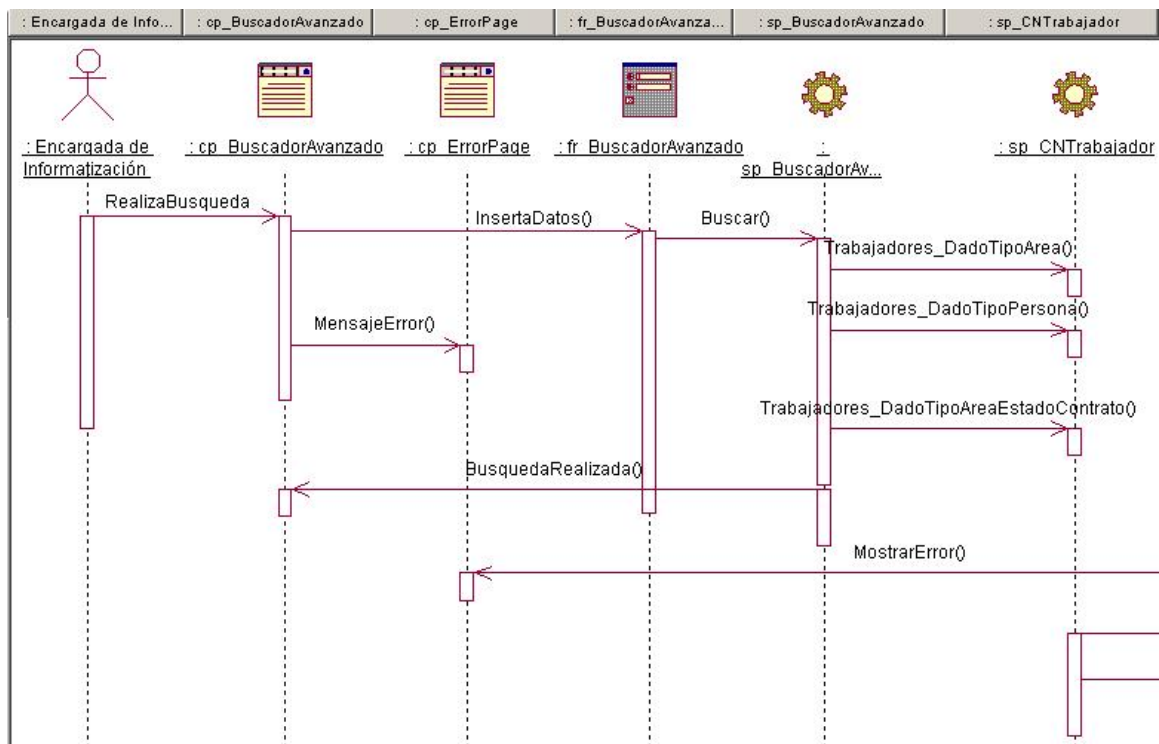 : Encargada de Info...
: cp_BuscadorAvanzado
: cp_ErrorPage
: fr_BuscadorAvanza...
: sp_BuscadorAvanzado
: sp_CNTrabajador
: Encargada de
Informatización
: cp_BuscadorAvanzado
: cp_ErrorPage
: fr_BuscadorAvanzado
:
sp_BuscadorAv...
: sp_CNTrabajador
RealizaBusqueda
InsertaDatos()
Buscar()
Trabajadores_DadoTipoArea()
Trabajadores_DadoTipoPersona()
MensajeError()
Trabajadores_DadoTipoAreaEstadoContrato()
BusquedaRealizada()
MostrarError()